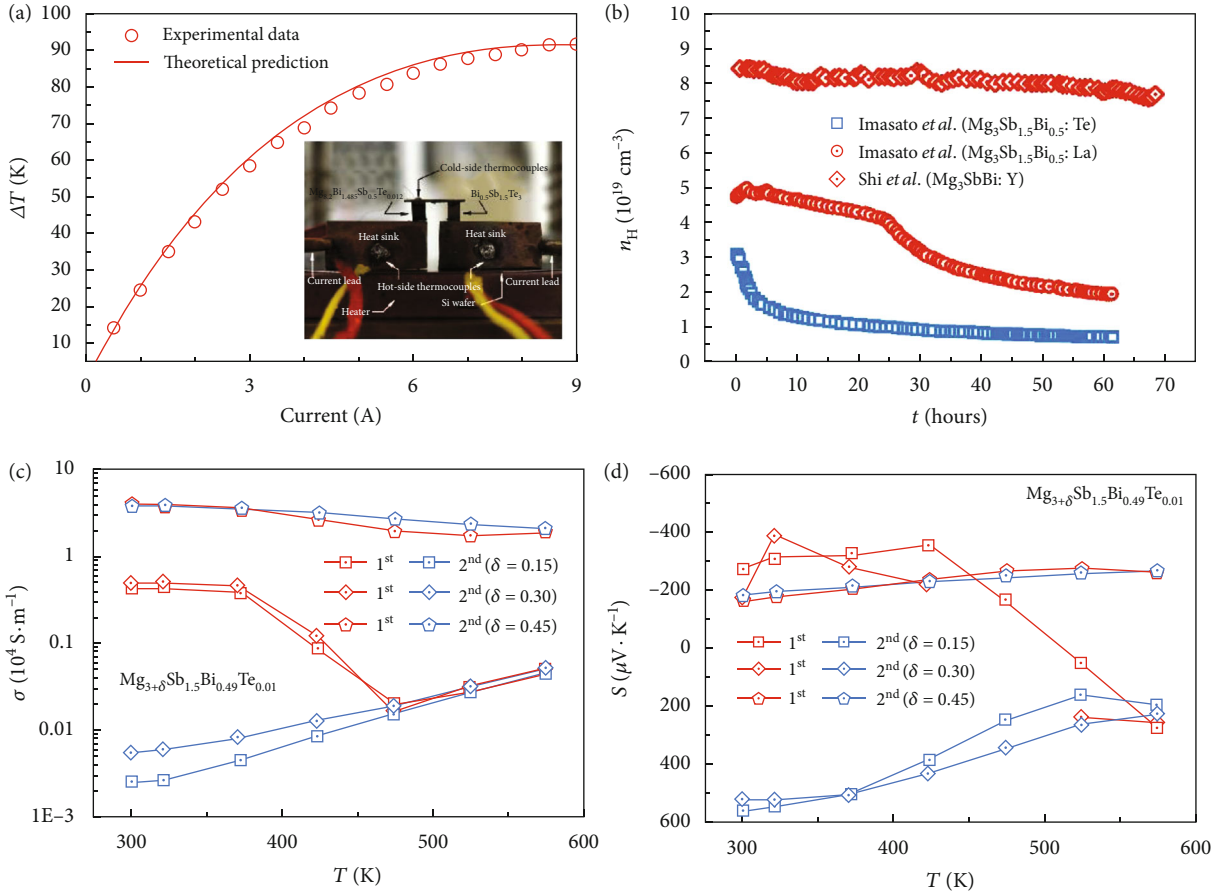 (a)
100
90
80
70
60
50
40
30
20
10
ΔT (K)
0
3
6
9
Current (A)
Experimental data
Theoretical prediction
Cold-side thermocouples
Bi0.5Sb1.5Te3
Heat sink
Heat sink
Current lead
Hot-side thermocouples
Current lead
Si wafer
Heater
(b)
10
9
8
7
6
5
4
3
2
1
0
nH (10^19 cm^−3)
0
10
20
30
40
50
60
70
t (hours)
Imasato et al. (Mg3Sb1.5Bi0.5: Te)
Imasato et al. (Mg3Sb1.5Bi0.5: La)
Shi et al. (Mg3SbBi: Y)
(c)
10
1
0.1
0.01
1E−3
σ (10^4 S·m^−1)
300
400
500
600
T (K)
1st 2nd (δ = 0.15)
1st 2nd (δ = 0.30)
1st 2nd (δ = 0.45)
Mg3+δSb1.5Bi0.49Te0.01
(d)
−600
−400
−200
0
200
400
600
S (μV · K^−1)
300
400
500
600
T (K)
Mg3+δSb1.5Bi0.49Te0.01
1st 2nd (δ = 0.15)
1st 2nd (δ = 0.30)
1st 2nd (δ = 0.45)